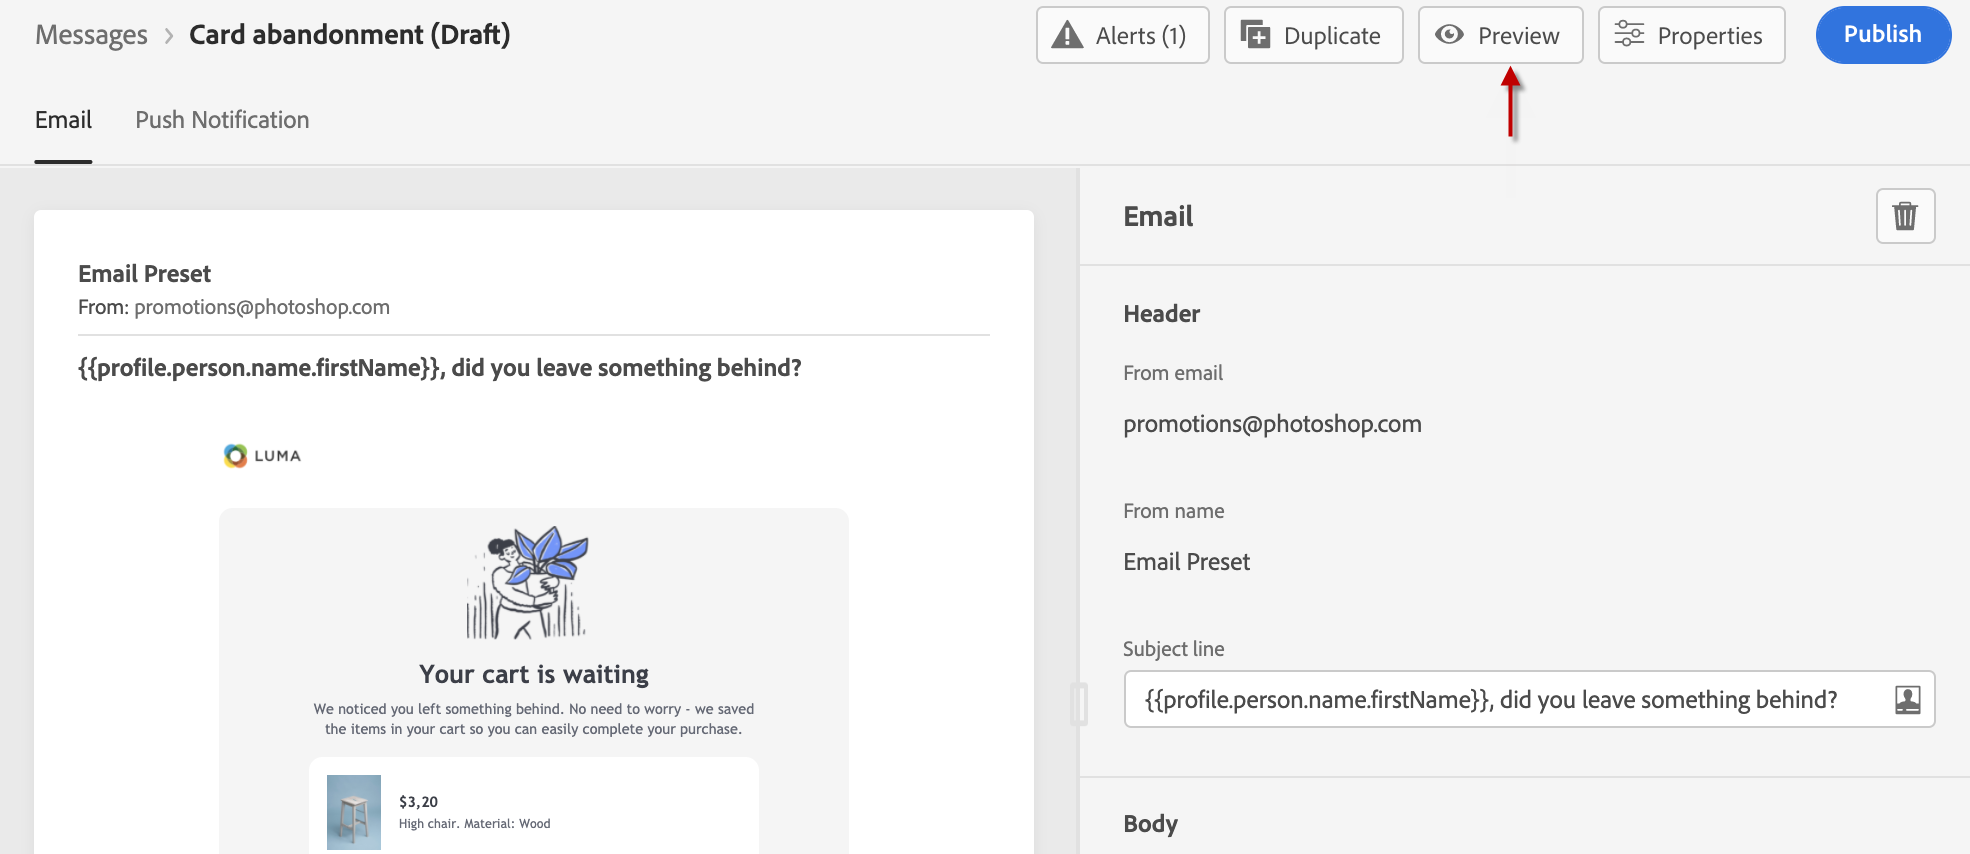 Messages > Card abandonment (Draft)
Alerts (1)
Duplicate
Preview
Properties
Publish
Email
Push Notification
Email Preset
From: promotions@photoshop.com
{{profile.person.name.firstName}}, did you leave something behind?
LUMA
Your cart is waiting
We noticed you left something behind. No need to worry - we saved
the items in your cart so you can easily complete your purchase.
$3,20
High chair. Material: Wood
Email
Header
From email
promotions@photoshop.com
From name
Email Preset
Subject line
{{profile.person.name.firstName}}, did you leave something behind?
Body